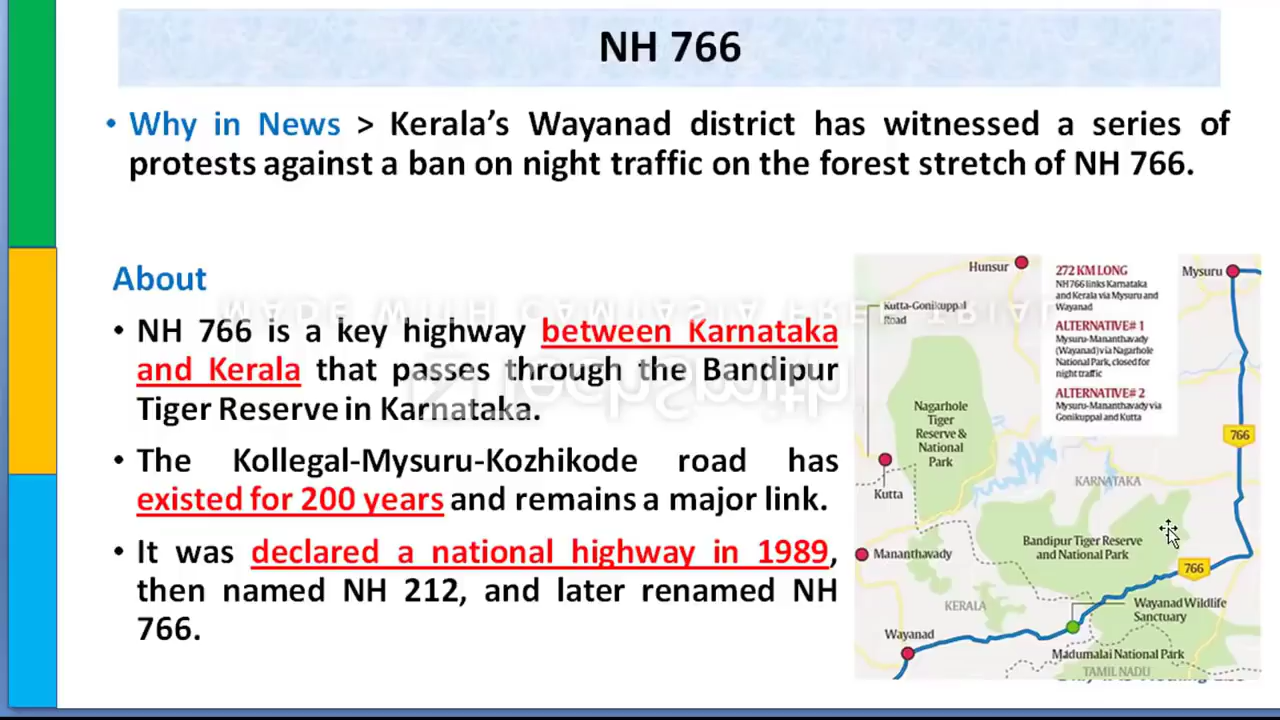 NH 766
• Why in News > Kerala's Wayanad district has witnessed a series of
protests against a ban on night traffic on the forest stretch of NH 766.
About
• NH 766 is a key highway between Karnataka
and Kerala that passes through the Bandipur
Tiger Reserve in Karnataka.
• The Kollegal-Mysuru-Kozhikode road has
existed for 200 years and remains a major link.
• It was declared a national highway in 1989,
then named NH 212, and later renamed NH
766.
MADE WITH CAMTASIA FREE TRIAL
Hunsur
272 KM LONG
NH766 links Karnataka
and Kerala via Mysuru and
Wayanad
ALTERNATIVE# 1
Mysuru-Mananthavady
(Wayanad) via Nagarhole
National Park, closed for
night traffic
ALTERNATIVE# 2
Mysuru-Mananthavady via
Gonikuppal and Kutta
Mysuru
Kutta-Gonikuppal
Road
Nagarhole
Tiger
Reserve &
National
Park
766
Kutta
KARNATAKA
Bandipur Tiger Reserve
and National Park
Mananthavady
766
KERALA
Wayanad Wildlife
Sanctuary
Wayanad
Madumalai National Park
TAMIL NADU